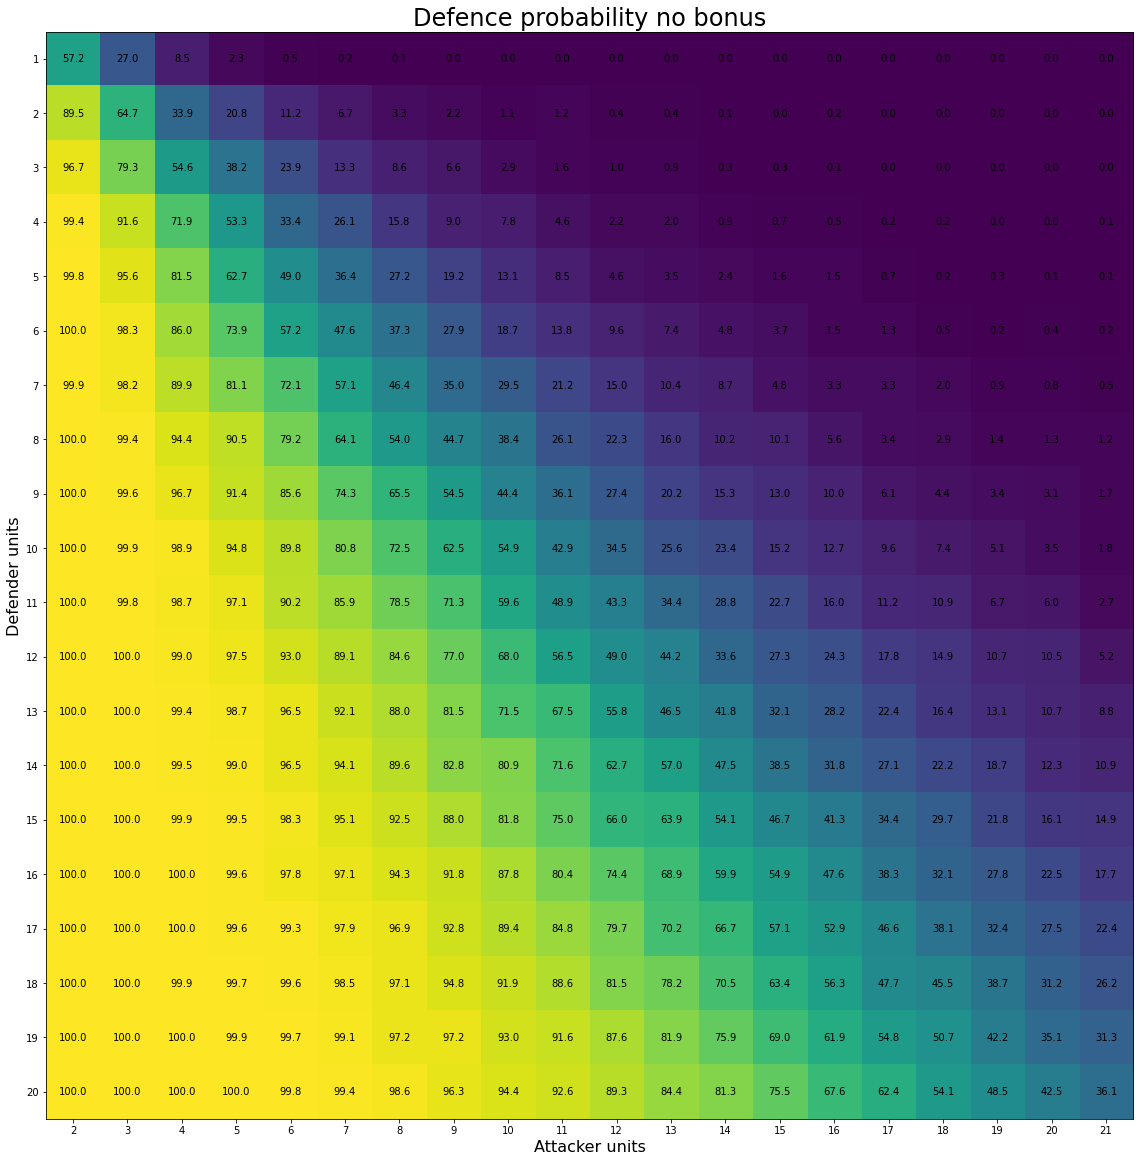 Defence probability no bonus
1 57.2 27.0 8.5 2.3 0.5 0.2 0.1 0.0 0.0 0.0 0.0 0.0 0.0 0.0 0.0 0.0 0.0 0.0 0.0 0.0
2 89.5 64.7 33.9 20.8 11.2 6.7 3.3 2.2 1.1 1.2 0.4 0.4 0.1 0.0 0.2 0.0 0.0 0.0 0.0 0.0
3 96.7 79.3 54.6 38.2 23.9 13.3 8.6 6.6 2.9 1.6 1.0 0.9 0.3 0.3 0.1 0.0 0.0 0.0 0.0 0.0
4 99.4 91.6 71.9 53.3 33.4 26.1 15.8 9.0 7.8 4.6 2.2 2.0 0.9 0.7 0.5 0.2 0.2 0.0 0.0 0.1
5 99.8 95.6 81.5 62.7 49.0 36.4 27.2 19.2 13.1 8.5 4.6 3.5 2.4 1.6 1.5 0.7 0.2 0.3 0.1 0.1
6 100.0 98.3 86.0 73.9 57.2 47.6 37.3 27.9 18.7 13.8 9.6 7.4 4.8 3.7 1.5 1.3 0.5 0.2 0.4 0.2
7 99.9 98.2 89.9 81.1 72.1 57.1 46.4 35.0 29.5 21.2 15.0 10.4 8.7 4.8 3.3 3.3 2.0 0.9 0.8 0.5
8 100.0 99.4 94.4 90.5 79.2 64.1 54.0 44.7 38.4 26.1 22.3 16.0 10.2 10.1 5.6 3.4 2.9 1.4 1.3 1.2
9 100.0 99.6 96.7 91.4 85.6 74.3 65.5 54.5 44.4 36.1 27.4 20.2 15.3 13.0 10.0 6.1 4.4 3.4 3.1 1.7
10 100.0 99.9 98.9 94.8 89.8 80.8 72.5 62.5 54.9 42.9 34.5 25.6 23.4 15.2 12.7 9.6 7.4 5.1 3.5 1.8
11 100.0 99.8 98.7 97.1 90.2 85.9 78.5 71.3 59.6 48.9 43.3 34.4 28.8 22.7 16.0 11.2 10.9 6.7 6.0 2.7
12 100.0 100.0 99.0 97.5 93.0 89.1 84.6 77.0 68.0 56.5 49.0 44.2 33.6 27.3 24.3 17.8 14.9 10.7 10.5 5.2
13 100.0 100.0 99.4 98.7 96.5 92.1 88.0 81.5 71.5 67.5 55.8 46.5 41.8 32.1 28.2 22.4 16.4 13.1 10.7 8.8
14 100.0 100.0 99.5 99.0 96.5 94.1 89.6 82.8 80.9 71.6 62.7 57.0 47.5 38.5 31.8 27.1 22.2 18.7 12.3 10.9
15 100.0 100.0 99.9 99.5 98.3 95.1 92.5 88.0 81.8 75.0 66.0 63.9 54.1 46.7 41.3 34.4 29.7 21.8 16.1 14.9
16 100.0 100.0 100.0 99.6 97.8 97.1 94.3 91.8 87.8 80.4 74.4 68.9 59.9 54.9 47.6 38.3 32.1 27.8 22.5 17.7
17 100.0 100.0 100.0 99.6 99.3 97.9 96.9 92.8 89.4 84.8 79.7 70.2 66.7 57.1 52.9 46.6 38.1 32.4 27.5 22.4
18 100.0 100.0 99.9 99.7 99.6 98.5 97.1 94.8 91.9 88.6 81.5 78.2 70.5 63.4 56.3 47.7 45.5 38.7 31.2 26.2
19 100.0 100.0 100.0 99.9 99.7 99.1 97.2 97.2 93.0 91.6 87.6 81.9 75.9 69.0 61.9 54.8 50.7 42.2 35.1 31.3
20 100.0 100.0 100.0 100.0 99.8 99.4 98.6 96.3 94.4 92.6 89.3 84.4 81.3 75.5 67.6 62.4 54.1 48.5 42.5 36.1
2 3 4 5 6 7 8 9 10 11 12 13 14 15 16 17 18 19 20 21
Attacker units
Defender units